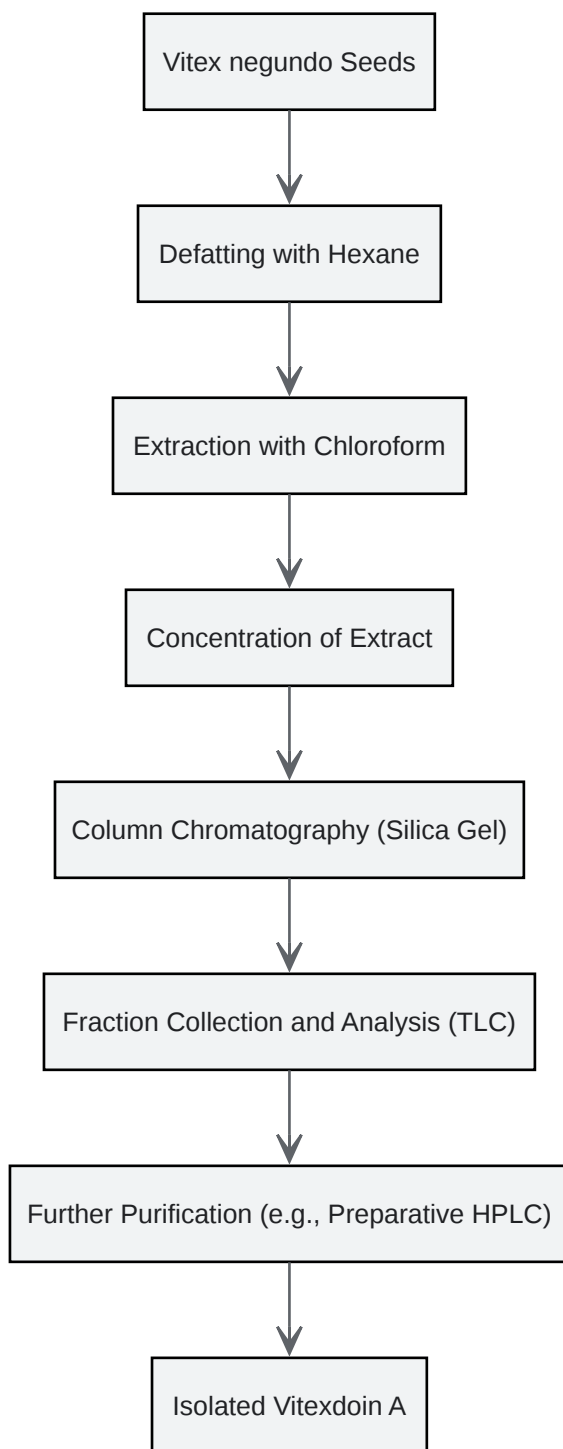 Vitex negundo Seeds
Defatting with Hexane
Extraction with Chloroform
Concentration of Extract
Column Chromatography (Silica Gel)
Fraction Collection and Analysis (TLC)
Further Purification (e.g., Preparative HPLC)
Isolated Vitexdoin A